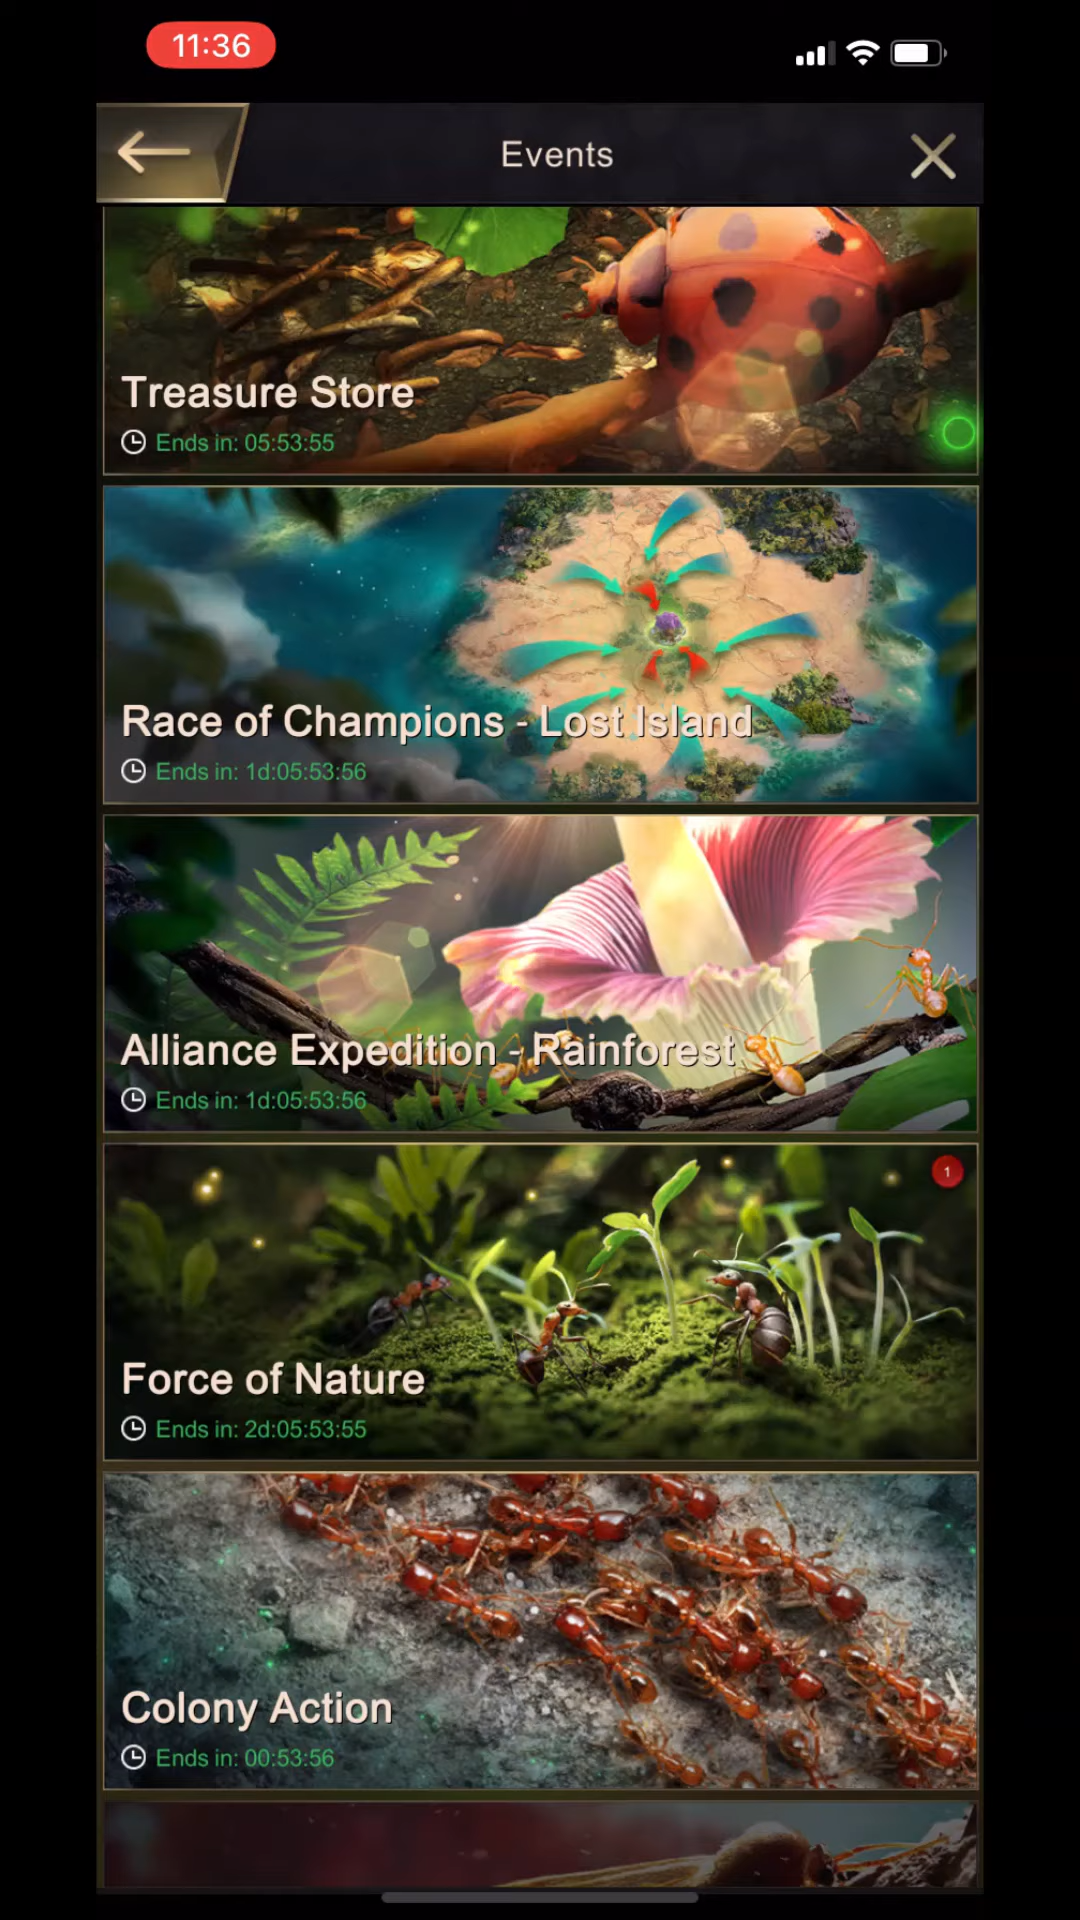 11:36
Events
Treasure Store
Ends in: 05:53:55
Race of Champions - Lost Island
Ends in: 1d:05:53:56
Alliance Expedition - Rainforest
Ends in: 1d:05:53:56
1
Force of Nature
Ends in: 2d:05:53:55
Colony Action
Ends in: 00:53:56